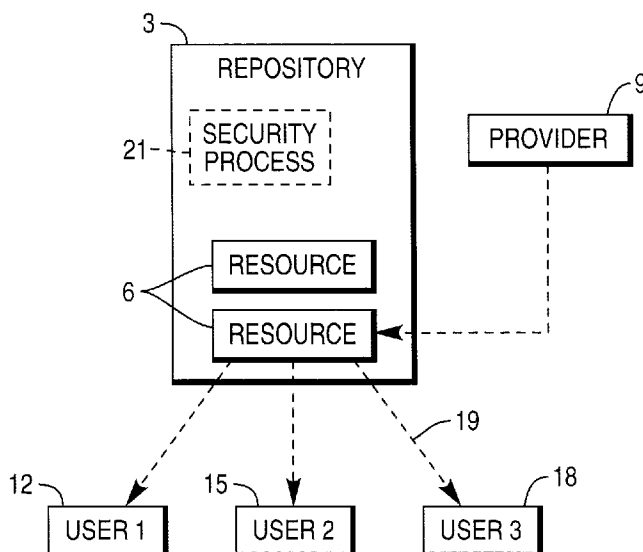 3
REPOSITORY
9
21
SECURITY
PROCESS
PROVIDER
RESOURCE
6
RESOURCE
19
12
15
18
USER 1
USER 2
USER 3